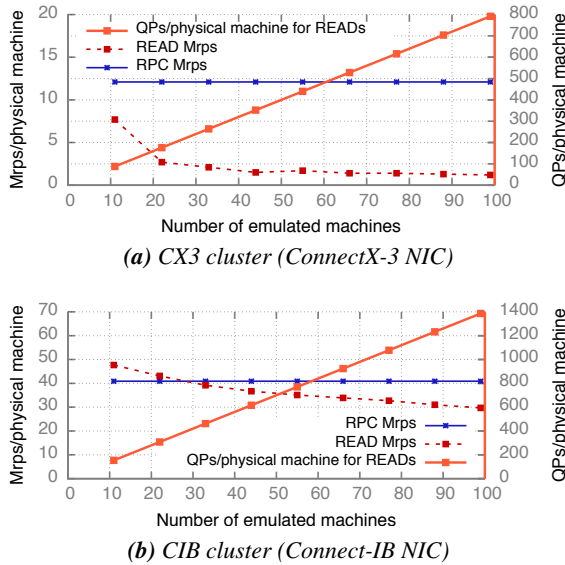 20
15
10
5
0
Mrps/physical machine
QPs/physical machine for READs
READ Mrps
RPC Mrps
800
700
600
500
400
300
200
100
0
QPs/physical machine
0 10 20 30 40 50 60 70 80 90 100
Number of emulated machines
(a) CX3 cluster (ConnectX-3 NIC)
70
60
50
40
30
20
10
0
Mrps/physical machine
RPC Mrps
READ Mrps
QPs/physical machine for READs
1400
1200
1000
800
600
400
200
0
QPs/physical machine
0 10 20 30 40 50 60 70 80 90 100
Number of emulated machines
(b) CIB cluster (Connect-IB NIC)